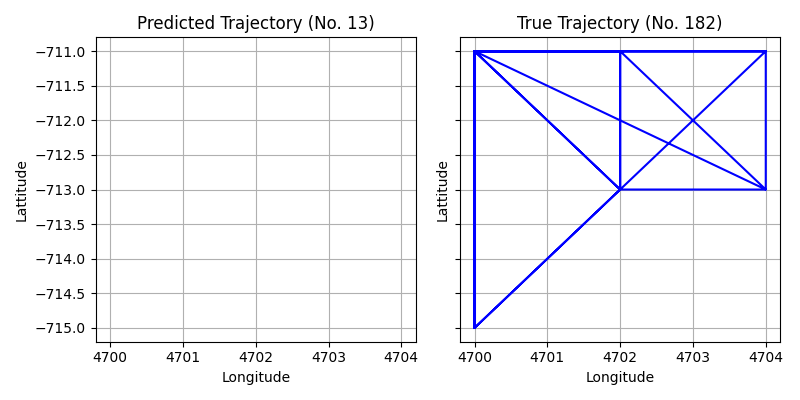 Predicted Trajectory (No. 13)
True Trajectory (No. 182)
Lattitude
−711.0
−711.5
−712.0
−712.5
−713.0
−713.5
−714.0
−714.5
−715.0
4700 4701 4702 4703 4704
Longitude
Lattitude
4700 4701 4702 4703 4704
Longitude